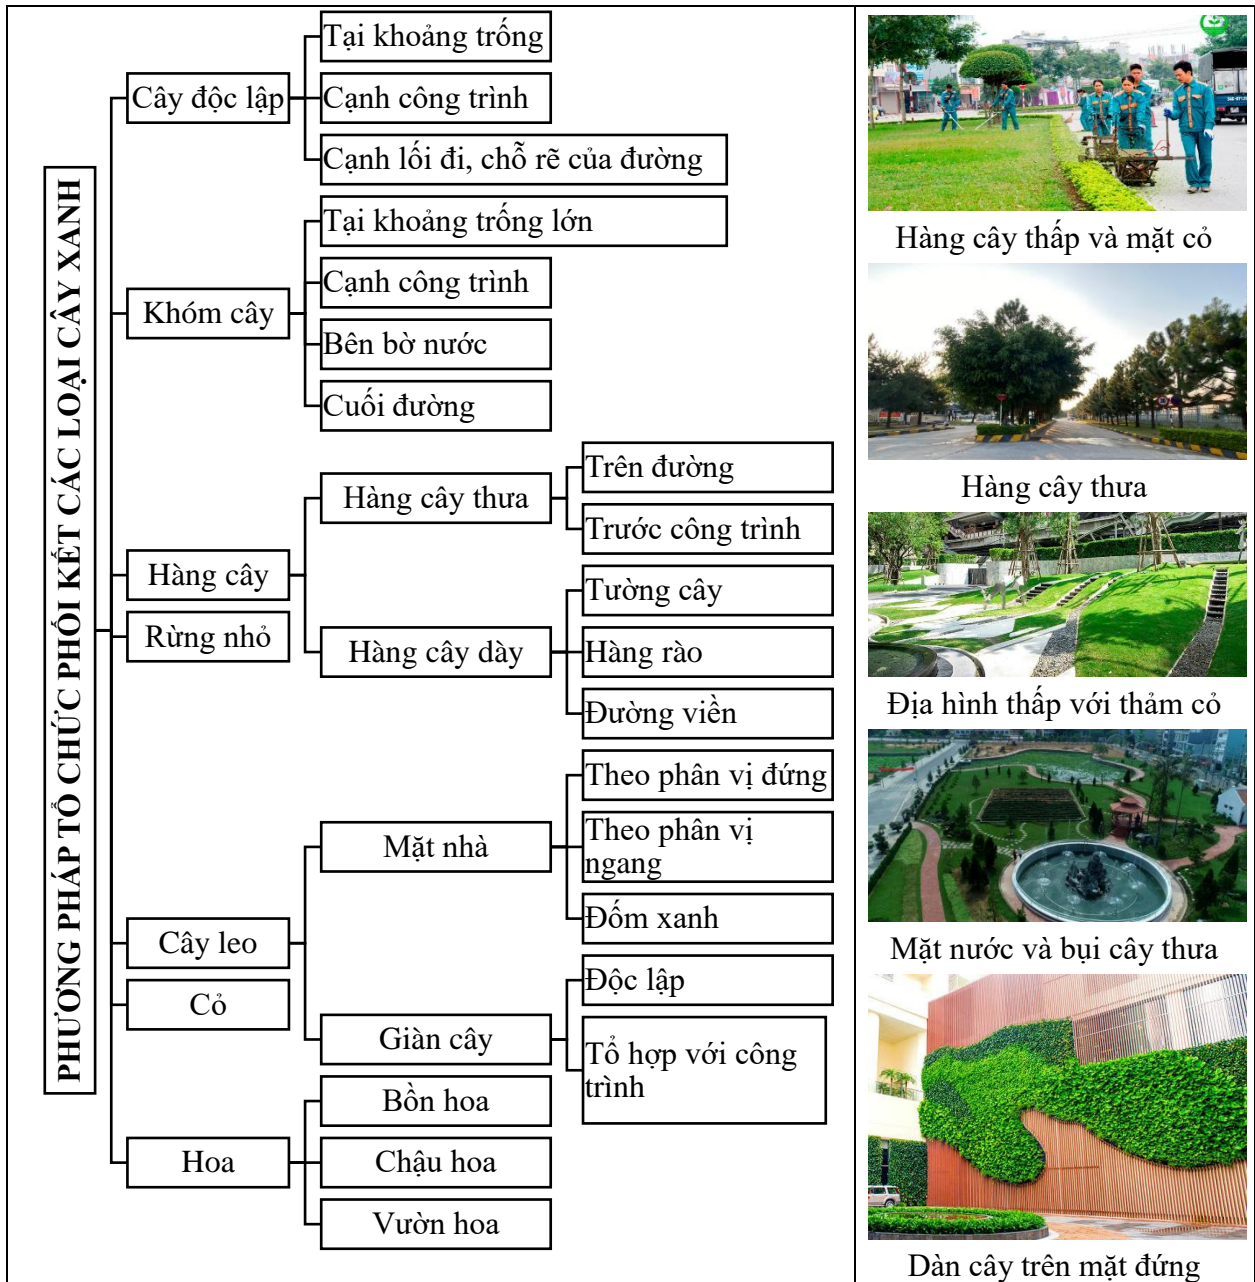 PHƯƠNG PHÁP TỔ CHỨC PHỐI KẾT CÁC LOẠI CÂY XANH
Cây độc lập
Tại khoảng trống
Cạnh công trình
Cạnh lối đi, chỗ rẽ của đường
Khóm cây
Tại khoảng trống lớn
Cạnh công trình
Bên bờ nước
Cuối đường
Hàng cây
Hàng cây thưa
Trên đường
Trước công trình
Hàng cây dày
Tường cây
Hàng rào
Đường viền
Rừng nhỏ
Cây leo
Mặt nhà
Theo phân vị đứng
Theo phân vị
ngang
Đốm xanh
Giàn cây
Độc lập
Tổ hợp với công
trình
Cỏ
Hoa
Bồn hoa
Chậu hoa
Vườn hoa
Hàng cây thấp và mặt cỏ
Hàng cây thưa
Địa hình thấp với thảm cỏ
Mặt nước và bụi cây thưa
Dàn cây trên mặt đứng